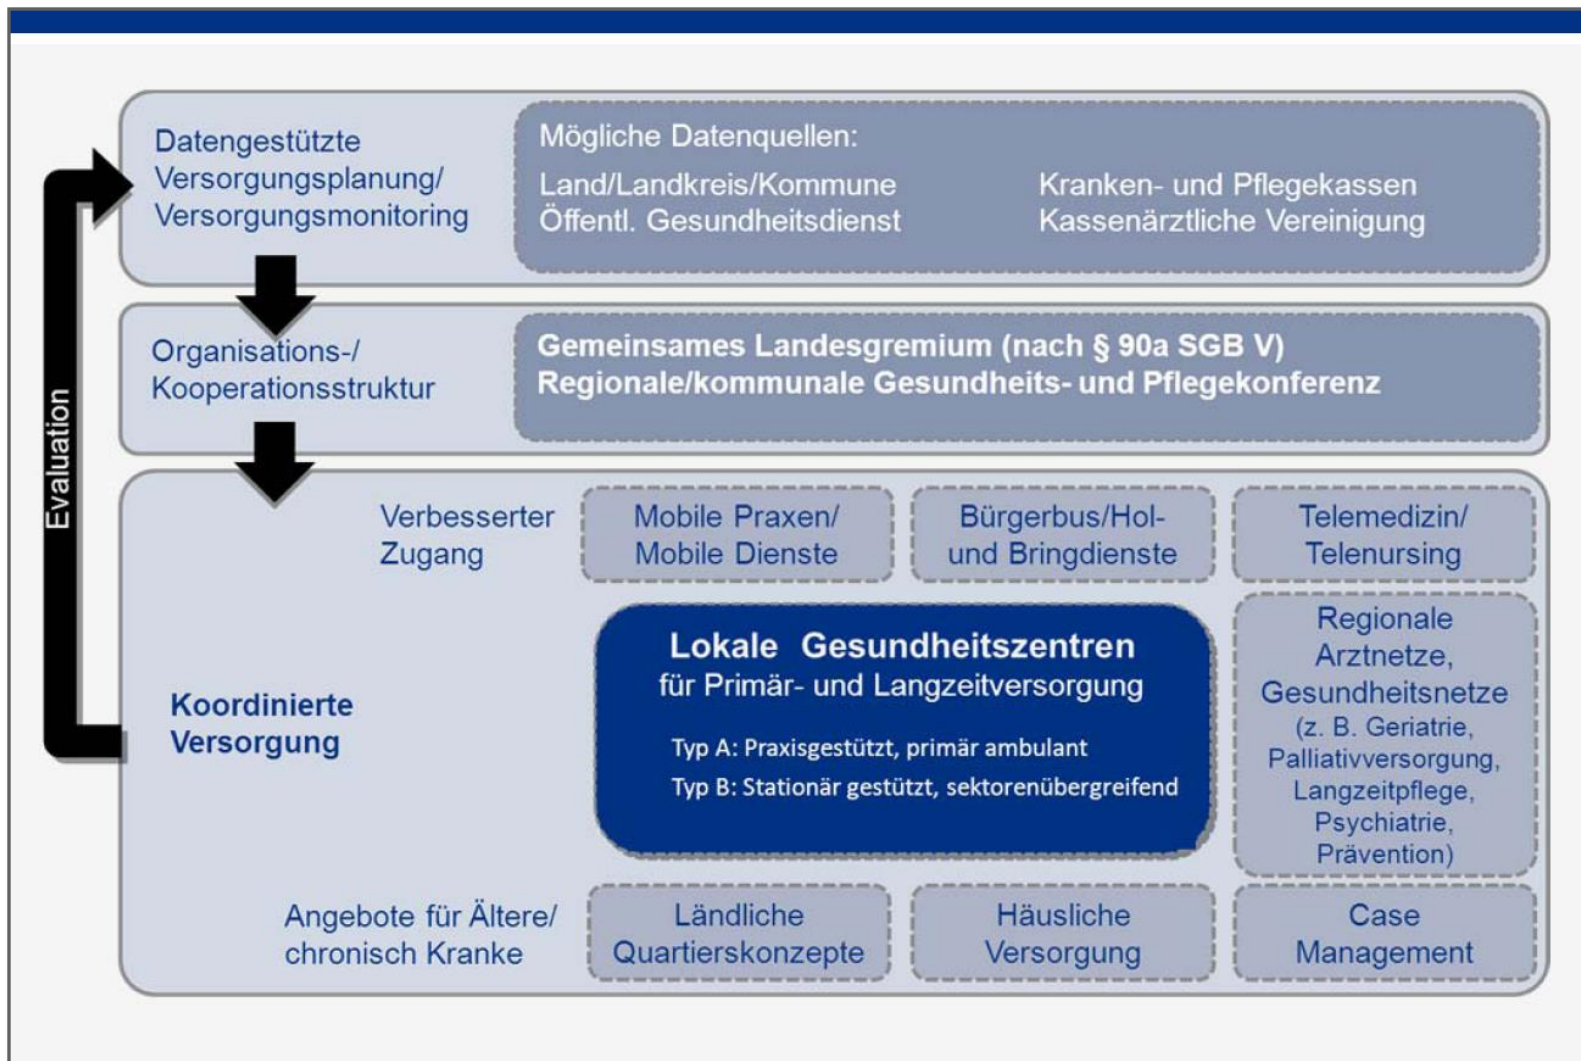 Datengestützte
Versorgungsplanung/
Versorgungsmonitoring
Mögliche Datenquellen:
Land/Landkreis/Kommune
Öffentl. Gesundheitsdienst
Kranken- und Pflegekassen
Kassenärztliche Vereinigung
Organisations-/
Kooperationsstruktur
Gemeinsames Landesgremium (nach § 90a SGB V)
Regionale/kommunale Gesundheits- und Pflegekonferenz
Evaluation
Verbesserter
Zugang
Mobile Praxen/
Mobile Dienste
Bürgerbus/Hol-
und Bringdienste
Telemedizin/
Telenursing
Koordinierte
Versorgung
Lokale Gesundheitszentren
für Primär- und Langzeitversorgung
Typ A: Praxisgestützt, primär ambulant
Typ B: Stationär gestützt, sektorenübergreifend
Regionale
Arztnetze,
Gesundheitsnetze
(z. B. Geriatrie,
Palliativversorgung,
Langzeitpflege,
Psychiatrie,
Prävention)
Angebote für Ältere/
chronisch Kranke
Ländliche
Quartierskonzepte
Häusliche
Versorgung
Case
Management